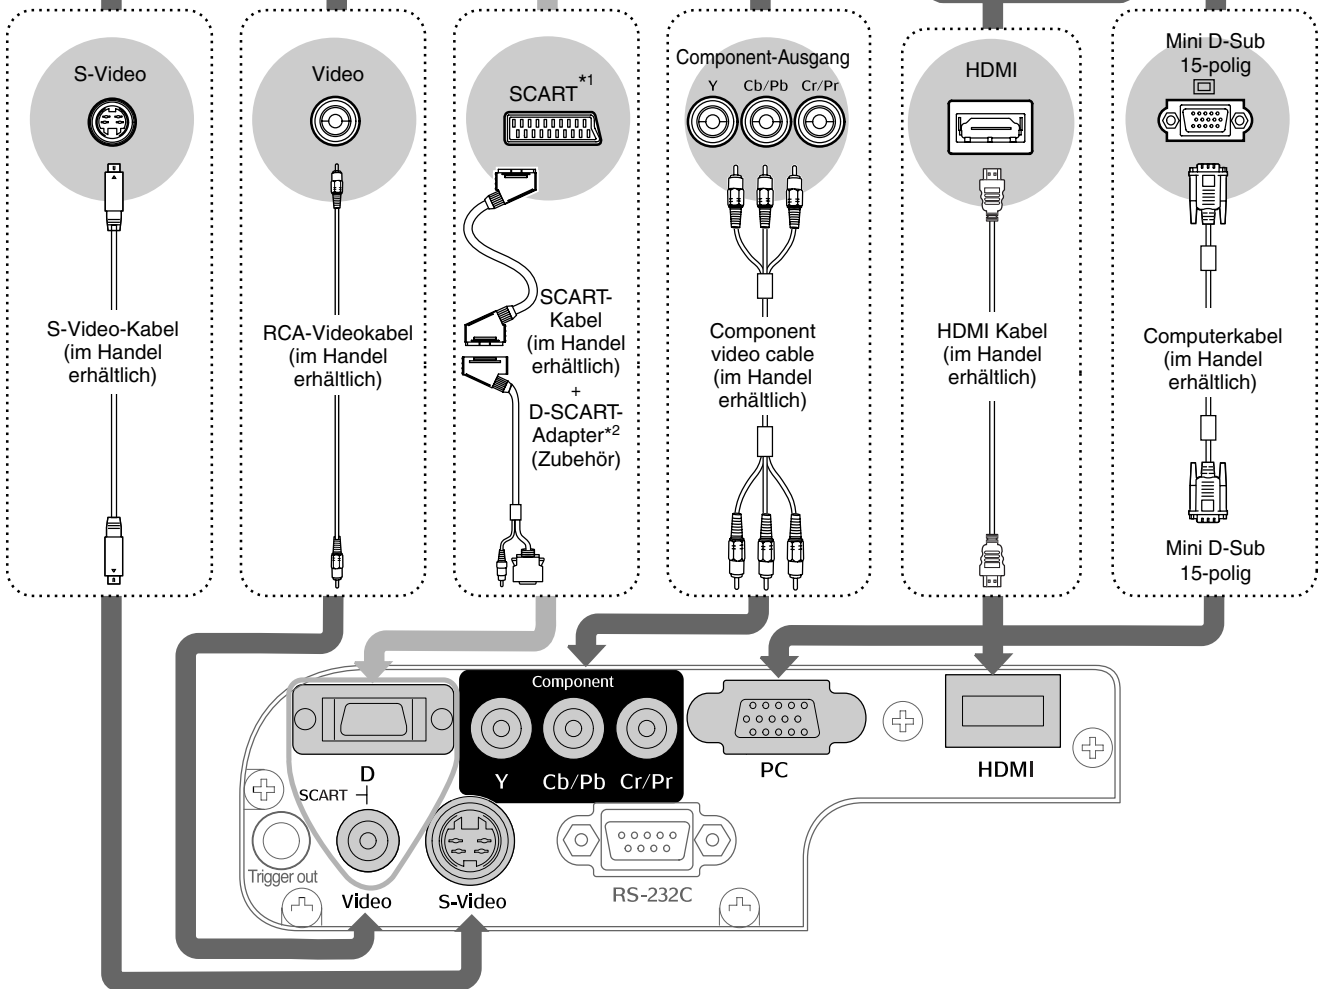 S-Video
S-Video-Kabel
(im Handel
erhältlich)
Video
RCA-Videokabel
(im Handel
erhältlich)
SCART*1
SCART-
Kabel
(im Handel
erhältlich)
+
D-SCART-
Adapter*2
(Zubehör)
Component-Ausgang
Y Cb/Pb Cr/Pr
Component
video cable
(im Handel
erhältlich)
HDMI
HDMI Kabel
(im Handel
erhältlich)
Mini D-Sub
15-polig
Computerkabel
(im Handel
erhältlich)
Mini D-Sub
15-polig
Component
Y Cb/Pb Cr/Pr
D
SCART
PC
HDMI
Trigger out
Video
S-Video
RS-232C